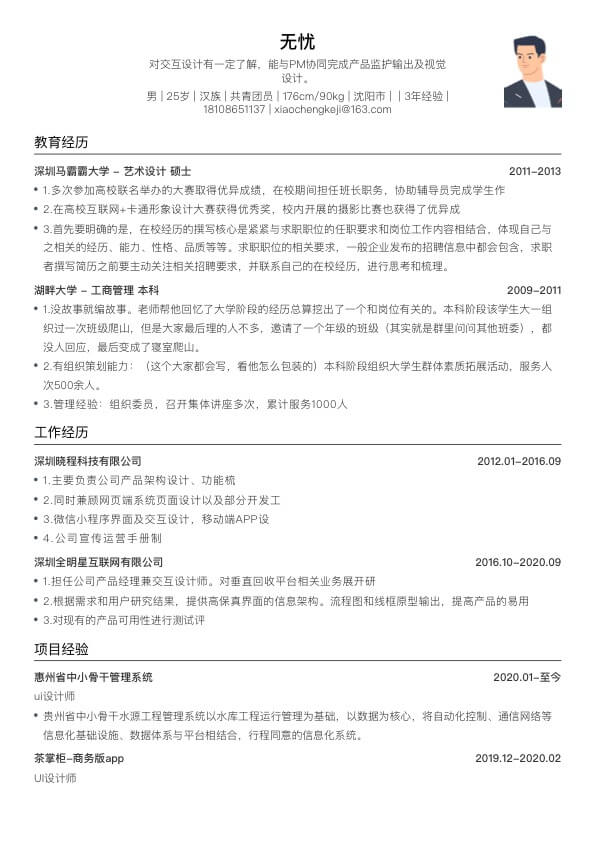 无忧
对交互设计有一定了解，能与PM协同完成产品监护输出及视觉
设计。
男 | 25岁 | 汉族 | 共青团员 | 176cm/90kg | 沈阳市 | | 3年经验 |
18108651137 | xiaochengkeji@163.com
教育经历
深圳马霸霸大学 - 艺术设计 硕士 2011-2013
1.多次参加高校联名举办的大赛取得优异成绩，在校期间担任班长职务，协助辅导员完成学生作
2.在高校互联网+卡通形象设计大赛获得优秀奖，校内开展的摄影比赛也获得了优异成
3.首先要明确的是，在校经历的撰写核心是紧紧与求职职位的任职要求和岗位工作内容相结合，体现自己与
之相关的经历、能力、性格、品质等等。求职职位的相关要求，一般企业发布的招聘信息中都会包含，求职
者撰写简历之前要主动关注相关招聘要求，并联系自己的在校经历，进行思考和梳理。
湖畔大学 - 工商管理 本科 2009-2011
1.没故事就编故事。老师帮他回忆了大学阶段的经历总算挖出了一个和岗位有关的。本科阶段该学生大一组
织过一次班级爬山，但是大家最后理的人不多，邀请了一个年级的班级（其实就是群里问问其他班委），都
没人回应，最后变成了寝室爬山。
2.有组织策划能力：（这个大家都会写，看他怎么包装的）本科阶段组织大学生群体素质拓展活动，服务人
次500余人。
3.管理经验：组织委员，召开集体讲座多次，累计服务1000人
工作经历
深圳晓程科技有限公司 2012.01-2016.09
1.主要负责公司产品架构设计、功能梳
2.同时兼顾网页端系统页面设计以及部分开发工
3.微信小程序界面及交互设计，移动端APP设
4.公司宣传运营手册制
深圳全明星互联网有限公司 2016.10-2020.09
1.担任公司产品经理兼交互设计师。对垂直回收平台相关业务展开研
2.根据需求和用户研究结果，提供高保真界面的信息架构。流程图和线框原型输出，提高产品的易用
3.对现有的产品可用性进行测试评
项目经验
惠州省中小骨干管理系统 2020.01-至今
ui设计师
贵州省中小骨干水源工程管理系统以水库工程运行管理为基础，以数据为核心，将自动化控制、通信网络等
信息化基础设施、数据体系与平台相结合，行程同意的信息化系统。
茶掌柜-商务版app 2019.12-2020.02
UI设计师